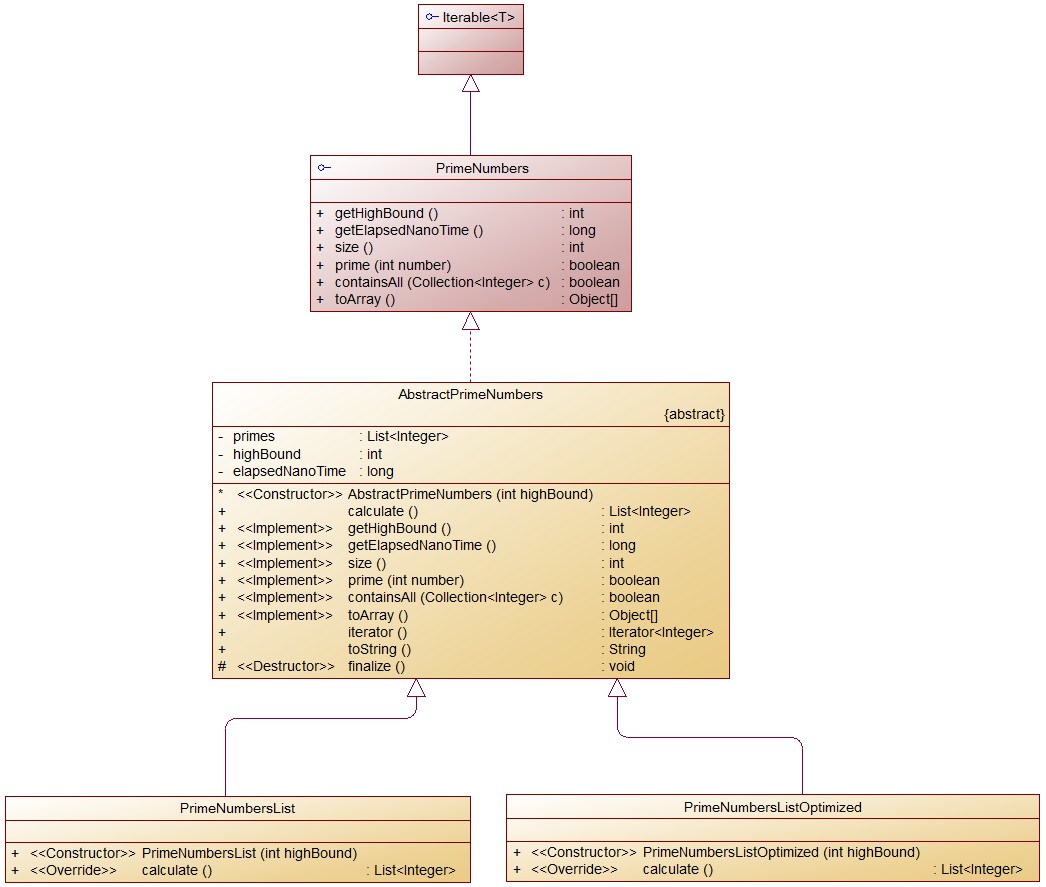 Iterable<T>
PrimeNumbers
+ getHighBound () : int
+ getElapsedNanoTime () : long
+ size () : int
+ prime (int number) : boolean
+ containsAll (Collection<Integer> c) : boolean
+ toArray () : Object[]
AbstractPrimeNumbers
{abstract}
- primes : List<Integer>
- highBound : int
- elapsedNanoTime : long
* <<Constructor>> AbstractPrimeNumbers (int highBound)
+ calculate () : List<Integer>
+ <<Implement>> getHighBound () : int
+ <<Implement>> getElapsedNanoTime () : long
+ <<Implement>> size () : int
+ <<Implement>> prime (int number) : boolean
+ <<Implement>> containsAll (Collection<Integer> c) : boolean
+ <<Implement>> toArray () : Object[]
+ iterator () : Iterator<Integer>
+ toString () : String
# <<Destructor>> finalize () : void
PrimeNumbersList
+ <<Constructor>> PrimeNumbersList (int highBound)
+ <<Override>> calculate () : List<Integer>
PrimeNumbersListOptimized
+ <<Constructor>> PrimeNumbersListOptimized (int highBound)
+ <<Override>> calculate () : List<Integer>